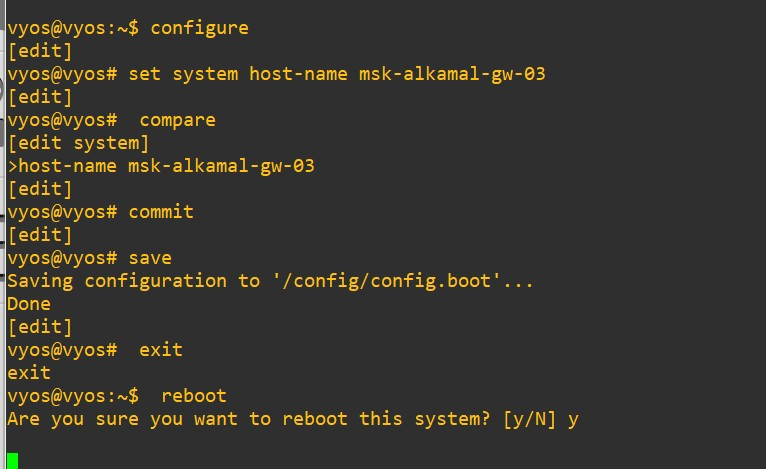 vyos@vyos:~$ configure
[edit]
vyos@vyos# set system host-name msk-alkamal-gw-03
[edit]
vyos@vyos#  compare
[edit system]
>host-name msk-alkamal-gw-03
[edit]
vyos@vyos# commit
[edit]
vyos@vyos# save
Saving configuration to '/config/config.boot'...
Done
[edit]
vyos@vyos#  exit
exit
vyos@vyos:~$  reboot
Are you sure you want to reboot this system? [y/N] y